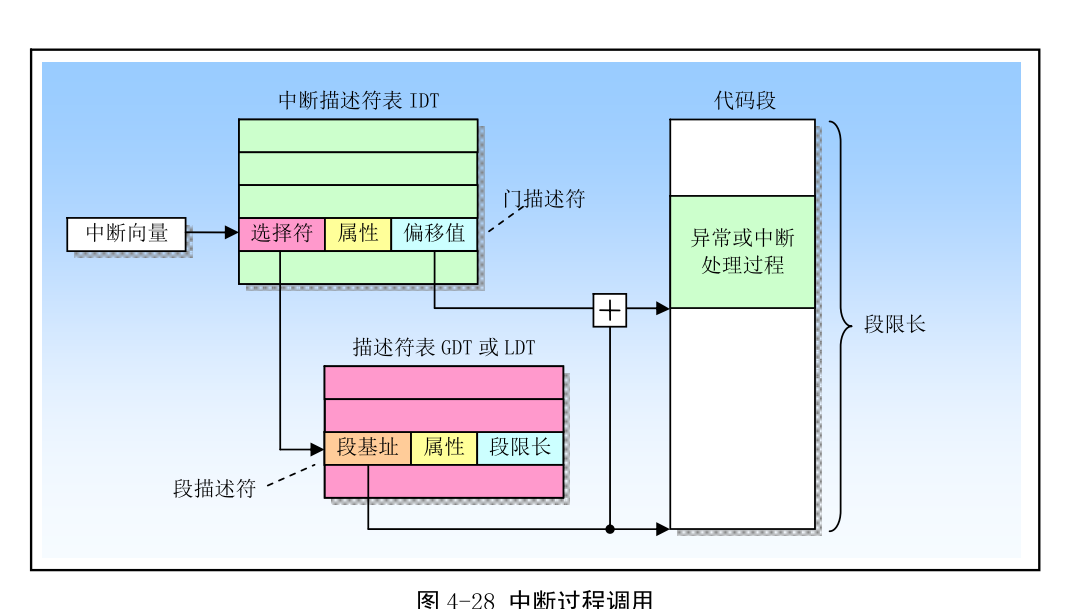 中断描述符表 IDT
代码段
门描述符
中断向量
选择符
属性
偏移值
异常或中断
处理过程
段限长
描述符表 GDT 或 LDT
段基址
属性
段限长
段描述符
图 4-28 中断过程调用